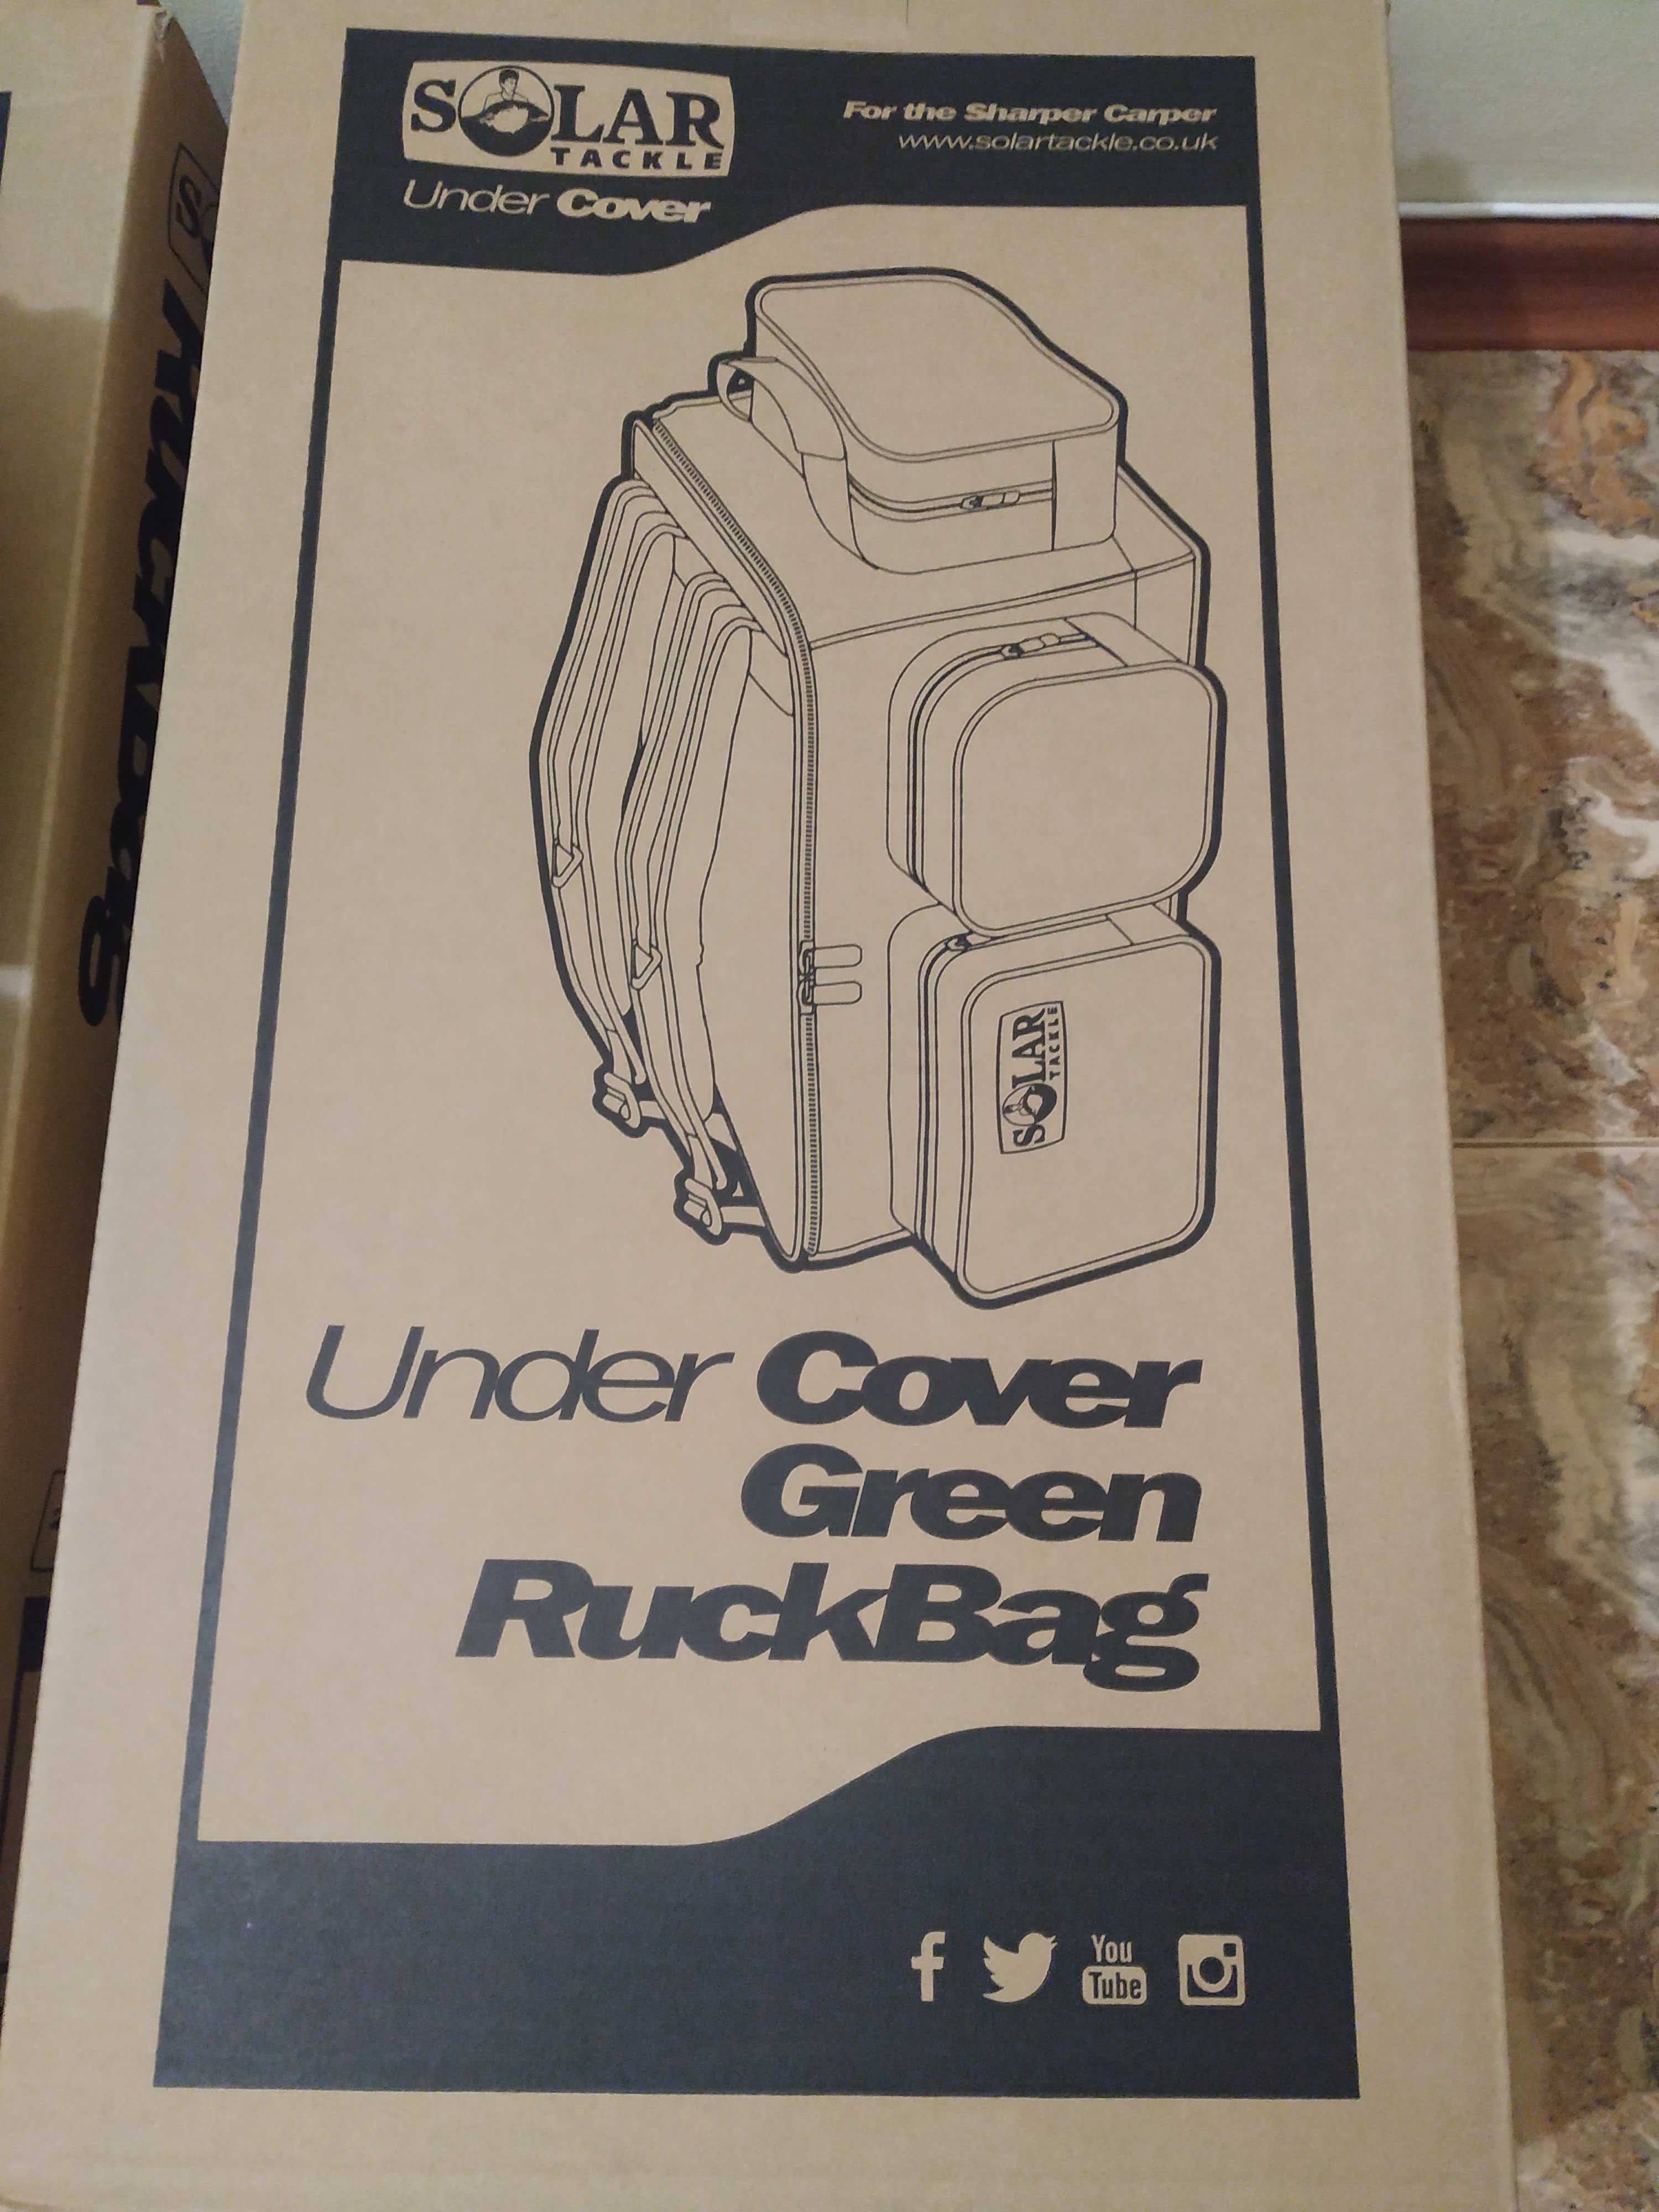 SOLAR
TACKLE
Under Cover
For the Sharper Carper
www.solartackle.co.uk
SOLAR
TACKLE
Under Cover
Green
RuckBag
f
You
Tube